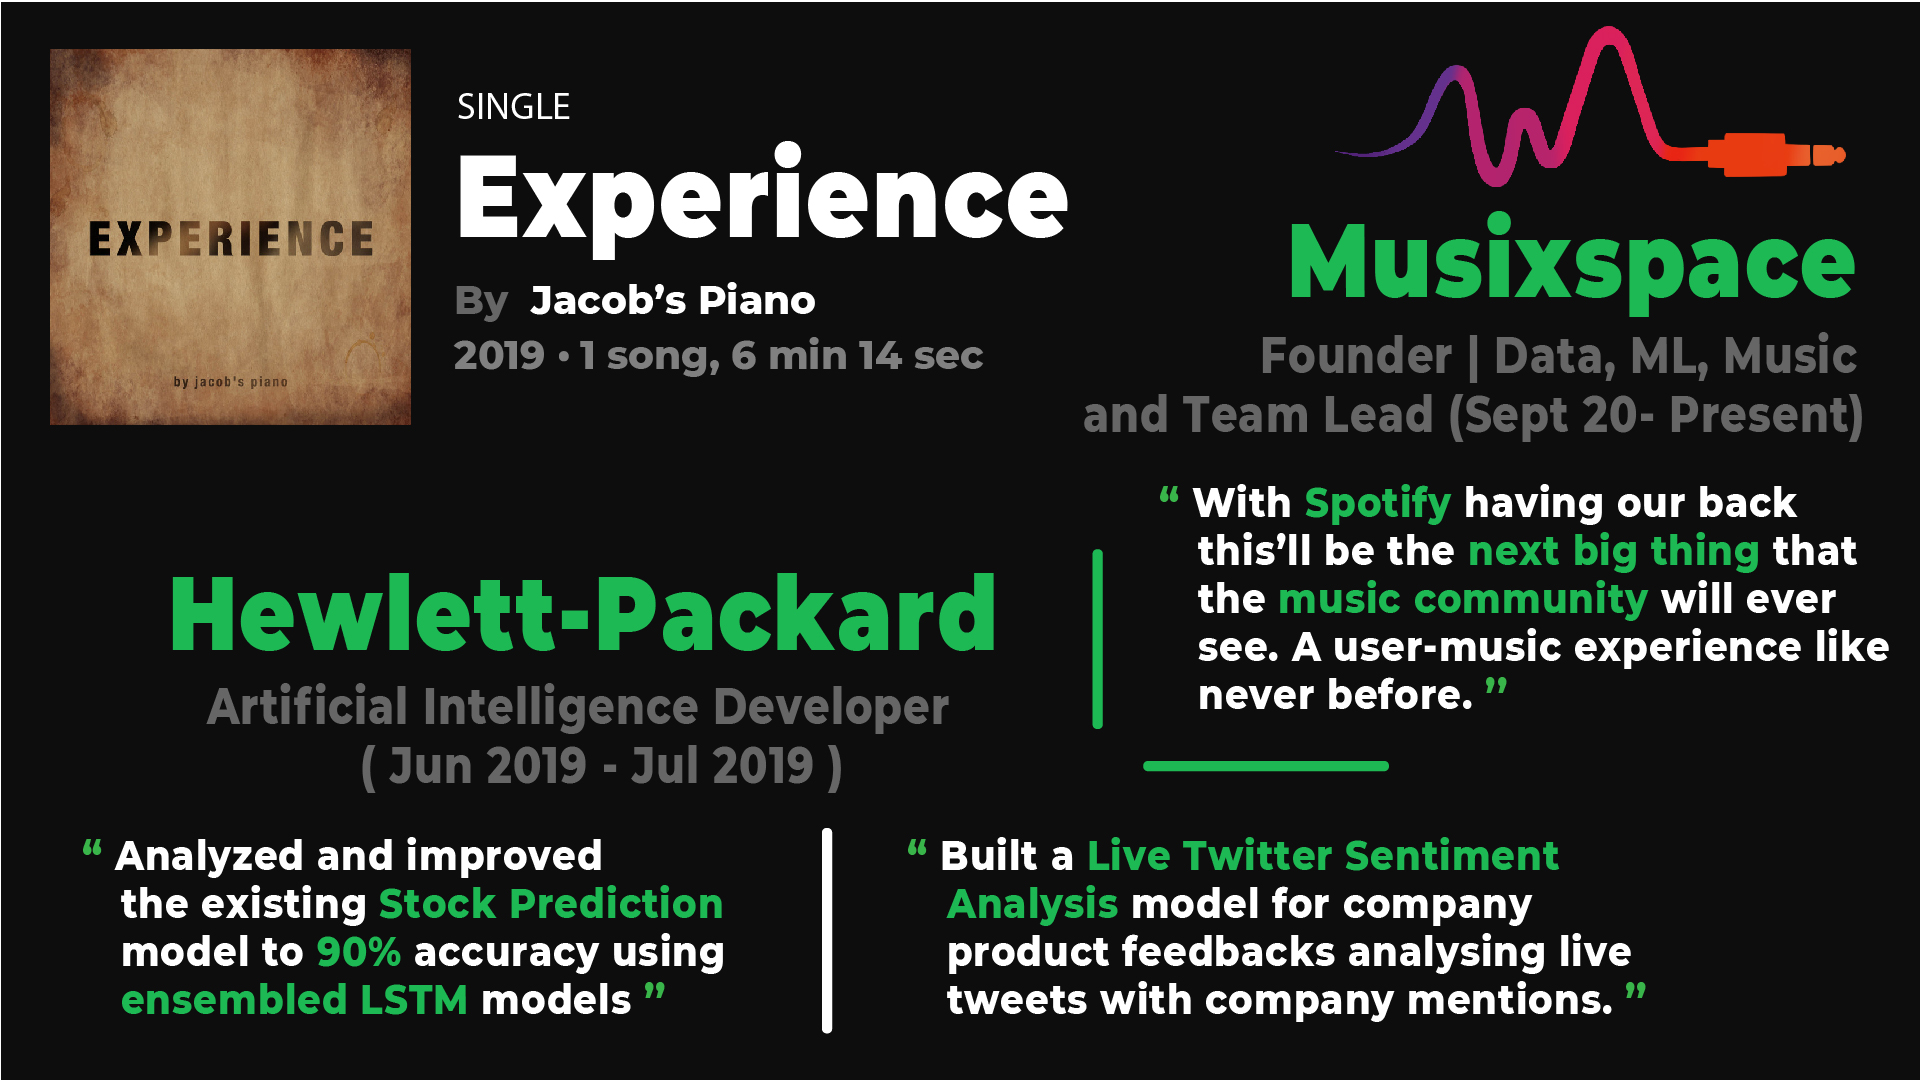 EXPERIENCE
by jacob's piano
SINGLE
Experience
By Jacob’s Piano
2019 • 1 song, 6 min 14 sec
Musixspace
Founder | Data, ML, Music
and Team Lead (Sept 20- Present)
“ With Spotify having our back
this’ll be the next big thing that
the music community will ever
see. A user-music experience like
never before. ”
Hewlett-Packard
Artificial Intelligence Developer
( Jun 2019 - Jul 2019 )
“ Analyzed and improved
the existing Stock Prediction
model to 90% accuracy using
ensembled LSTM models ”
“ Built a Live Twitter Sentiment
Analysis model for company
product feedbacks analysing live
tweets with company mentions. ”